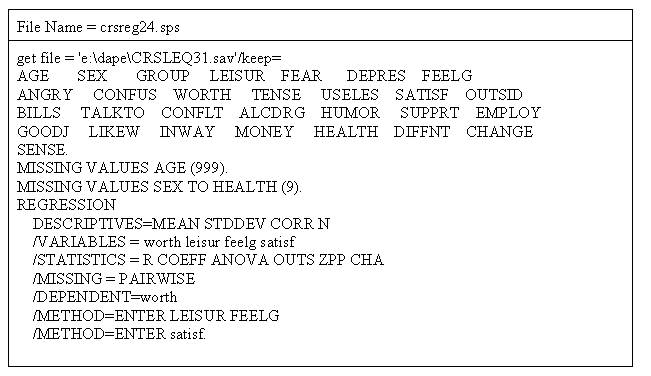 File Name = crsreg24.sps
get file = 'e:\dape\CRSLEQ31.sav'/keep=
AGE SEX GROUP LEISUR FEAR DEPRES FEELG
ANGRY CONFUS WORTH TENSE USELES SATISF OUTSID
BILLS TALKTO CONFLT ALCDRG HUMOR SUPPRT EMPLOY
GOODJ LIKEW INWAY MONEY HEALTH DIFFNT CHANGE
SENSE.
MISSING VALUES AGE (999).
MISSING VALUES SEX TO HEALTH (9).
REGRESSION
DESCRIPTIVES=MEAN STDDEV CORR N
/VARIABLES = worth leisur feelg satisf
/STATISTICS = R COEFF ANOVA OUTS ZPP CHA
/MISSING = PAIRWISE
/DEPENDENT=worth
/METHOD=ENTER LEISUR FEELG
/METHOD=ENTER satisf.